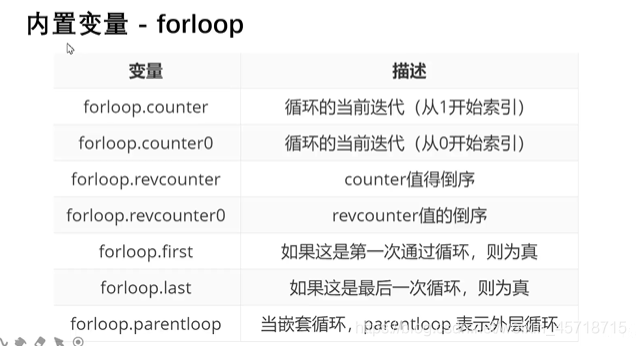 内置变量 - forloop
变量 描述
forloop.counter 循环的当前迭代（从1开始索引）
forloop.counter0 循环的当前迭代（从0开始索引）
forloop.revcounter counter值得倒序
forloop.revcounter0 revcounter值的倒序
forloop.first 如果这是第一次通过循环，则为真
forloop.last 如果这是最后一次循环，则为真
forloop.parentloop 当嵌套循环，parentloop 表示外层循环